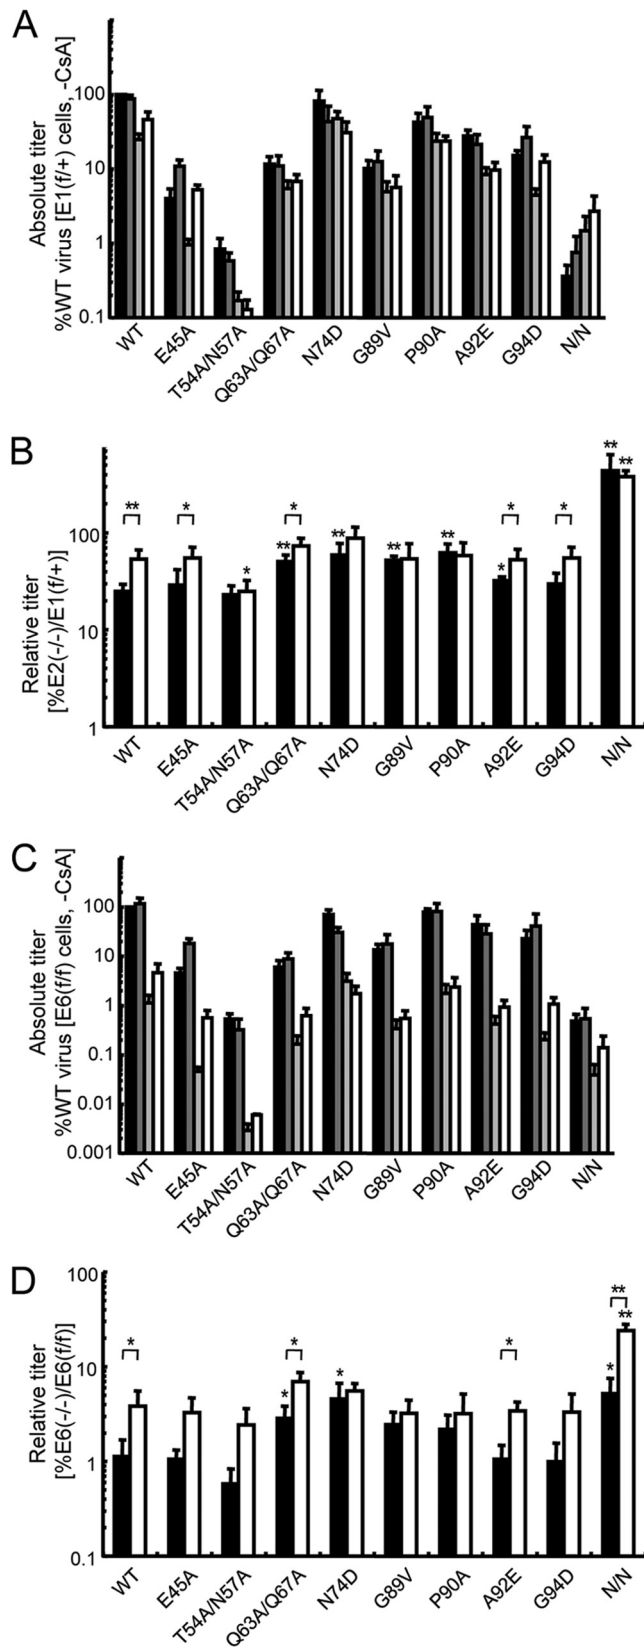 A
Absolute titer
%WT virus [E1(f/+) cells, -CsA]
100
10
1
0.1
WT
E45A
T54A/N57A
Q63A/Q67A
N74D
G89V
P90A
A92E
G94D
N/N
B
Relative titer
[%E2(-/-)/E1(f/+)]
100
10
1
**
*
*
**
*
**
**
**
*
*
*
**
**
WT
E45A
T54A/N57A
Q63A/Q67A
N74D
G89V
P90A
A92E
G94D
N/N
C
Absolute titer
%WT virus [E6(f/f) cells, -CsA]
100
10
1
0.1
0.01
0.001
WT
E45A
T54A/N57A
Q63A/Q67A
N74D
G89V
P90A
A92E
G94D
N/N
D
Relative titer
[%E6(-/-)/E6(f/f)]
100
10
1
0.1
*
*
*
*
*
*
**
**
WT
E45A
T54A/N57A
Q63A/Q67A
N74D
G89V
P90A
A92E
G94D
N/N